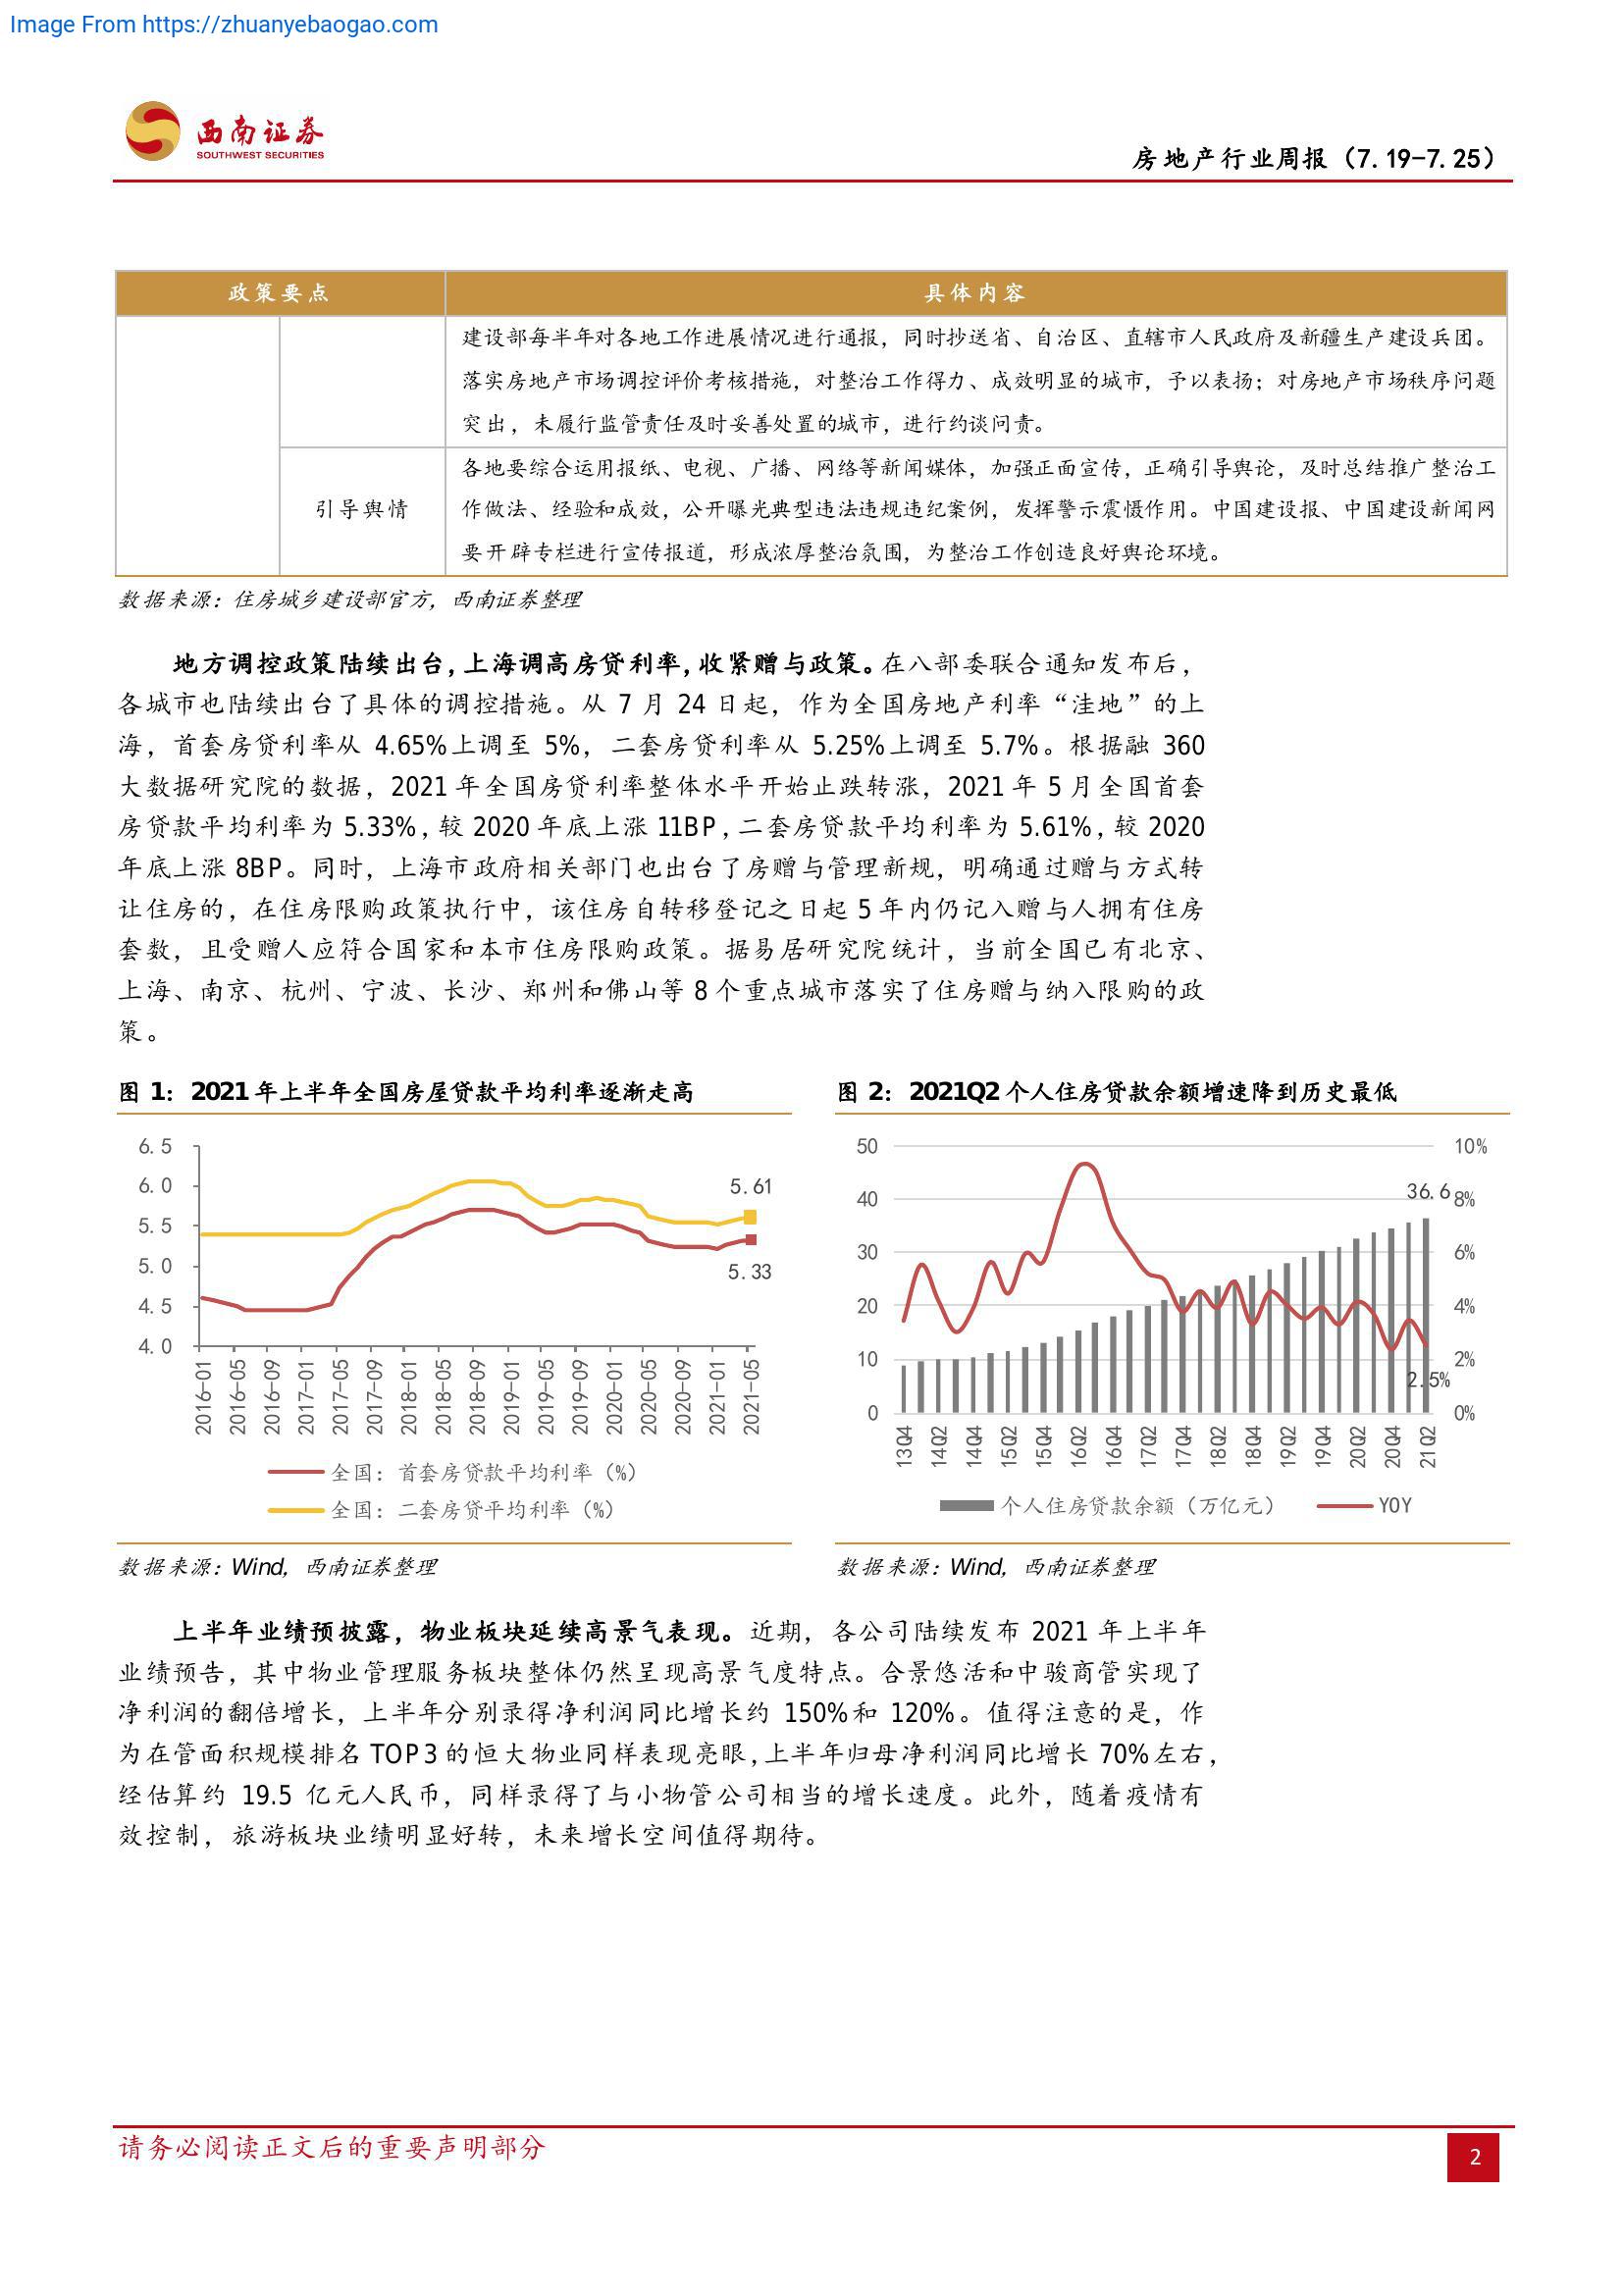 Image From https://zhuanyebaogao.com
西南证券
SOUTHWEST SECURITIES
房地产行业周报（7.19-7.25）
政策要点 具体内容
建设部每半年对各地工作进展情况进行通报，同时抄送省、自治区、直辖市人民政府及新疆生产建设兵团。
落实房地产市场调控评价考核措施，对整治工作得力、成效明显的城市，予以表扬；对房地产市场秩序问题
突出，未履行监管责任及时妥善处置的城市，进行约谈问责。
引导舆情
各地要综合运用报纸、电视、广播、网络等新闻媒体，加强正面宣传，正确引导舆论，及时总结推广整治工
作做法、经验和成效，公开曝光典型违法违规违纪案例，发挥警示震慑作用。中国建设报、中国建设新闻网
要开辟专栏进行宣传报道，形成浓厚整治氛围，为整治工作创造良好舆论环境。
数据来源：住房城乡建设部官方，西南证券整理
地方调控政策陆续出台，上海调高房贷利率，收紧赠与政策。在八部委联合通知发布后，
各城市也陆续出台了具体的调控措施。从 7 月 24 日起，作为全国房地产利率“洼地”的上
海，首套房贷利率从 4.65%上调至 5%，二套房贷利率从 5.25%上调至 5.7%。根据融 360
大数据研究院的数据，2021 年全国房贷利率整体水平开始止跌转涨，2021 年 5 月全国首套
房贷款平均利率为 5.33%，较 2020 年底上涨 11BP，二套房贷款平均利率为 5.61%，较 2020
年底上涨 8BP。同时，上海市政府相关部门也出台了房赠与管理新规，明确通过赠与方式转
让住房的，在住房限购政策执行中，该住房自转移登记之日起 5 年内仍记入赠与人拥有住房
套数，且受赠人应符合国家和本市住房限购政策。据易居研究院统计，当前全国已有北京、
上海、南京、杭州、宁波、长沙、郑州和佛山等 8 个重点城市落实了住房赠与纳入限购的政
策。
图 1：2021 年上半年全国房屋贷款平均利率逐渐走高
6.5
6.0
5.5
5.0
4.5
4.0
5.61
5.33
2016-01 2016-05 2016-09 2017-01 2017-05 2017-09 2018-01 2018-05 2018-09 2019-01 2019-05 2019-09 2020-01 2020-05 2020-09 2021-01 2021-05
全国：首套房贷款平均利率（%）
全国：二套房贷平均利率（%）
数据来源：Wind，西南证券整理
图 2：2021Q2 个人住房贷款余额增速降到历史最低
50 10%
40 36.6 8%
30 6%
20 4%
10 2%
2.5%
0 0%
13Q4 14Q2 14Q4 15Q2 15Q4 16Q2 16Q4 17Q2 17Q4 18Q2 18Q4 19Q2 19Q4 20Q2 20Q4 21Q2
个人住房贷款余额（万亿元） YOY
数据来源：Wind，西南证券整理
上半年业绩预披露，物业板块延续高景气表现。近期，各公司陆续发布 2021 年上半年
业绩预告，其中物业管理服务板块整体仍然呈现高景气度特点。合景悠活和中骏商管实现了
净利润的翻倍增长，上半年分别录得净利润同比增长约 150%和 120%。值得注意的是，作
为在管面积规模排名 TOP3 的恒大物业同样表现亮眼，上半年归母净利润同比增长 70%左右，
经估算约 19.5 亿元人民币，同样录得了与小物管公司相当的增长速度。此外，随着疫情有
效控制，旅游板块业绩明显好转，未来增长空间值得期待。
请务必阅读正文后的重要声明部分
2